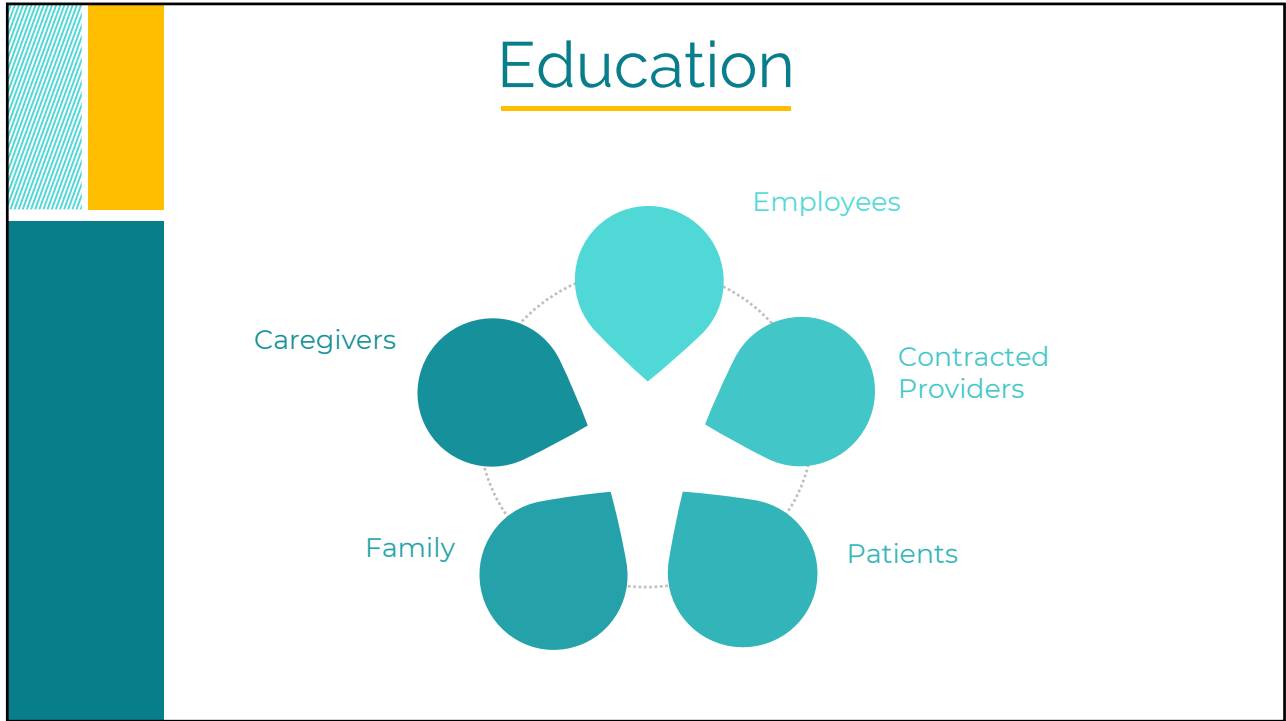 Education
Employees
Caregivers
Contracted
Providers
Family
Patients